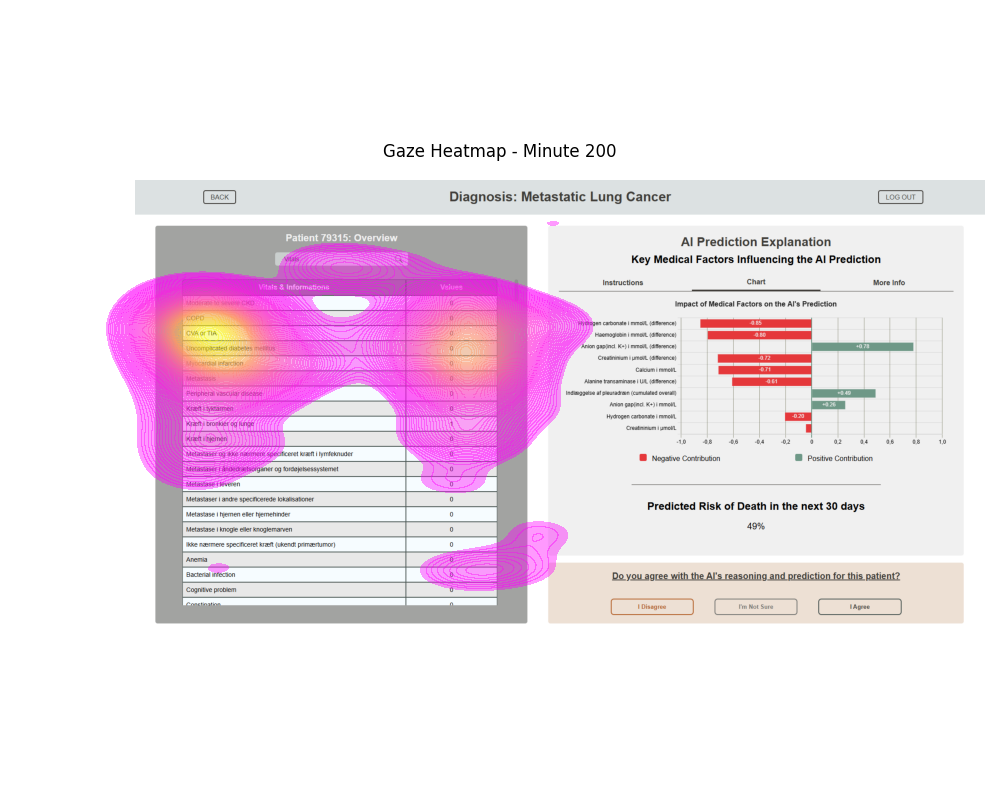 Gaze Heatmap - Minute 200
BACK
Diagnosis: Metastatic Lung Cancer
LOG OUT
Patient 79315: Overview
Vitals
Vitals & Informations Values
Moderate to severe CKD 0
COPD 0
CVA or TIA 0
Uncomplicated diabetes mellitus 0
Myocardial infarction 0
Metastasis 0
Peripheral vascular disease 0
Kræft i tyktarmen 0
Kræft i bronkier og lunge 1
Kræft i hjernen 0
Metastaser og ikke nærmere specificeret kræft i lymfeknuder 0
Metastaser i åndedrætsorganer og fordøjelsessystemet 0
Metastase i leveren 0
Metastaser i andre specificerede lokalisationer 0
Metastase i hjernen eller hjernehinder 0
Metastase i knogle eller knoglemarven 0
Ikke nærmere specificeret kræft (ukendt primærtumor) 0
Anemia 0
Bacterial infection 0
Cognitive problem 0
Constipation 0
AI Prediction Explanation
Key Medical Factors Influencing the AI Prediction
Instructions Chart More Info
Impact of Medical Factors on the AI's Prediction
Hydrogen carbonate i mmol/L (difference) -0.85
Haemoglobin i mmol/L (difference) -0.80
Anion gap(incl. K+) i mmol/L (difference) +0.78
Creatininium i µmol/L (difference) -0.72
Calcium i mmol/L -0.71
Alanine transaminase i U/L (difference) -0.61
Indlæggelse af pleuradræn (cumulated overall) +0.49
Anion gap(incl. K+) i mmol/L +0.26
Hydrogen carbonate i mmol/L -0.20
Creatininium i µmol/L
-1,0 -0,8 -0,6 -0,4 -0,2 0 0,2 0,4 0,6 0,8 1,0
Negative Contribution Positive Contribution
Predicted Risk of Death in the next 30 days
49%
Do you agree with the AI's reasoning and prediction for this patient?
I Disagree I'm Not Sure I Agree